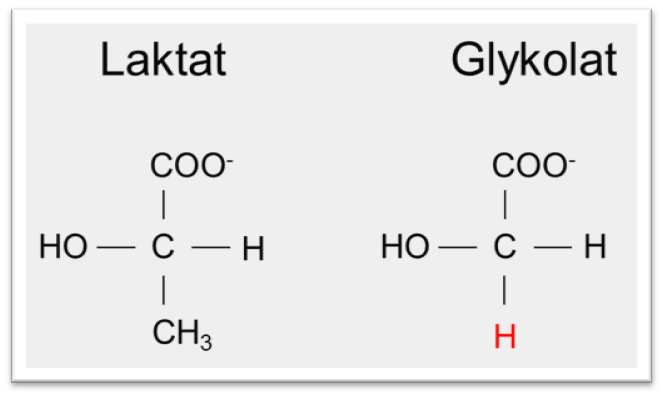 Laktat Glykolat
COO⁻ COO⁻
HO — C — H HO — C — H
CH₃ H